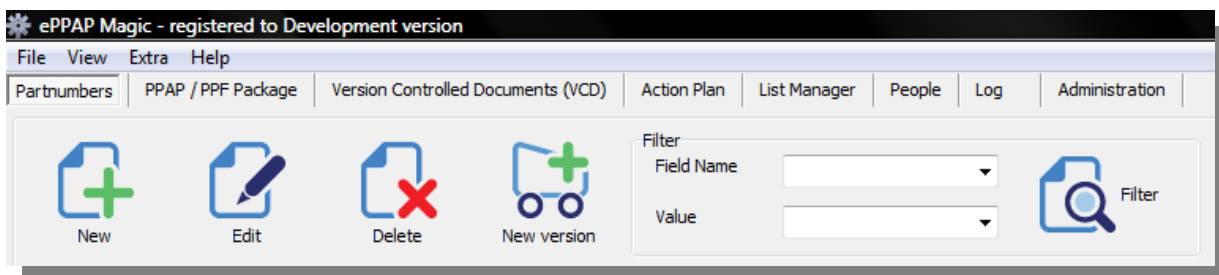 ePPAP Magic - registered to Development version
File View Extra Help
Partnumbers PPAP / PPF Package Version Controlled Documents (VCD) Action Plan List Manager People Log Administration
Filter
Field Name
Value
Filter
New Edit Delete New version